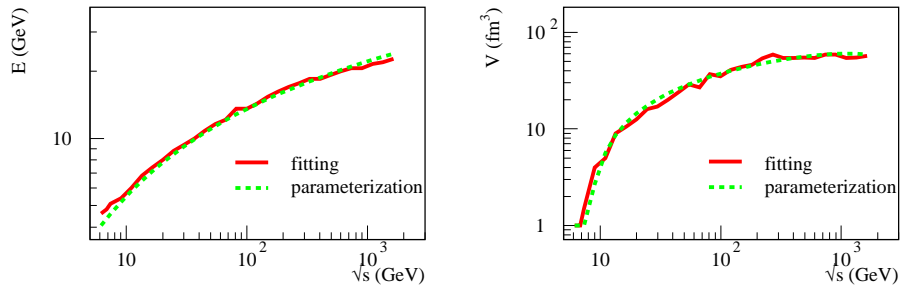 E (GeV)
10
fitting
parameterization
10
10²
10³
√s (GeV)
V (fm³)
10²
10
1
fitting
parameterization
10
10²
10³
√s (GeV)